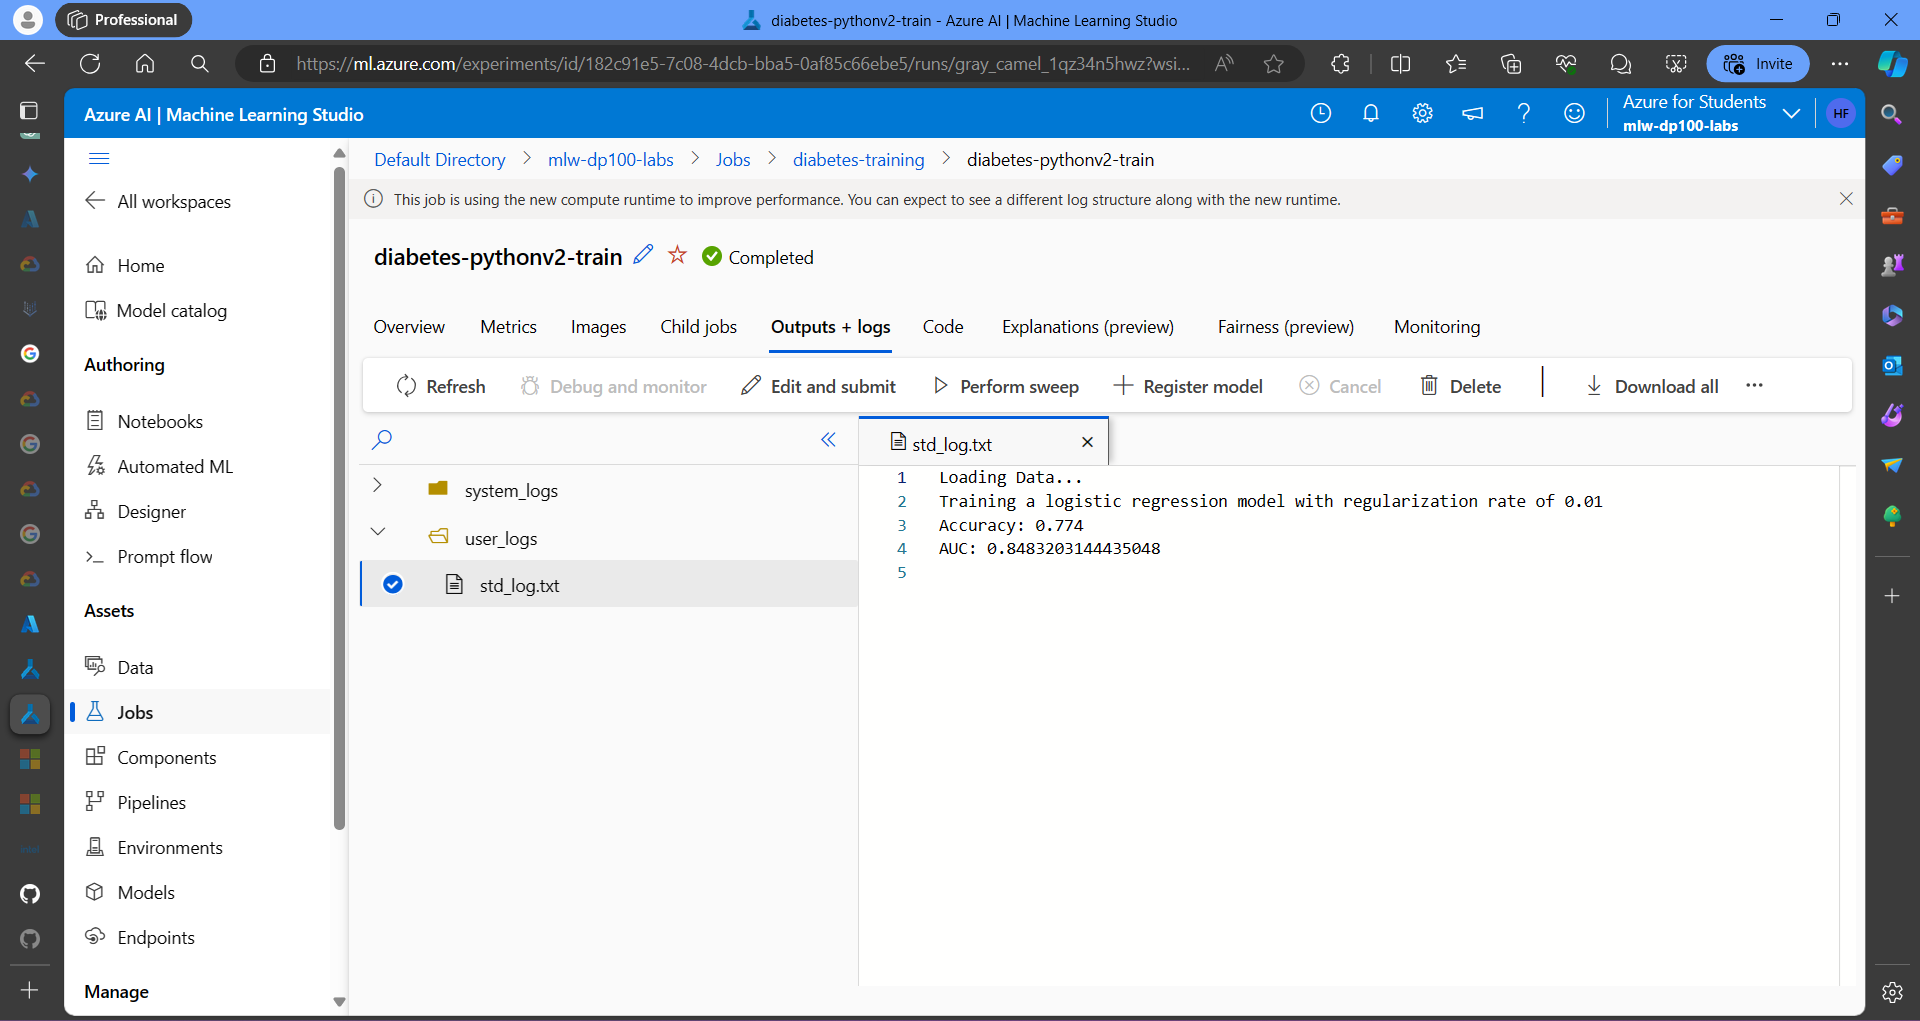 Professional
diabetes-pythonv2-train - Azure AI | Machine Learning Studio
https://ml.azure.com/experiments/id/182c91e5-7c08-4dcb-bba5-0af85c66ebe5/runs/gray_camel_1qz34n5hwz?wsi...
Invite
Azure AI | Machine Learning Studio
Azure for Students
mlw-dp100-labs
HF
All workspaces
Home
Model catalog
Authoring
Notebooks
Automated ML
Designer
Prompt flow
Assets
Data
Jobs
Components
Pipelines
Environments
Models
Endpoints
Manage
Default Directory > mlw-dp100-labs > Jobs > diabetes-training > diabetes-pythonv2-train
This job is using the new compute runtime to improve performance. You can expect to see a different log structure along with the new runtime.
diabetes-pythonv2-train Completed
Overview Metrics Images Child jobs Outputs + logs Code Explanations (preview) Fairness (preview) Monitoring
Refresh Debug and monitor Edit and submit Perform sweep Register model Cancel Delete Download all ...
system_logs
user_logs
std_log.txt
std_log.txt
1 Loading Data...
2 Training a logistic regression model with regularization rate of 0.01
3 Accuracy: 0.774
4 AUC: 0.8483203144435048
5